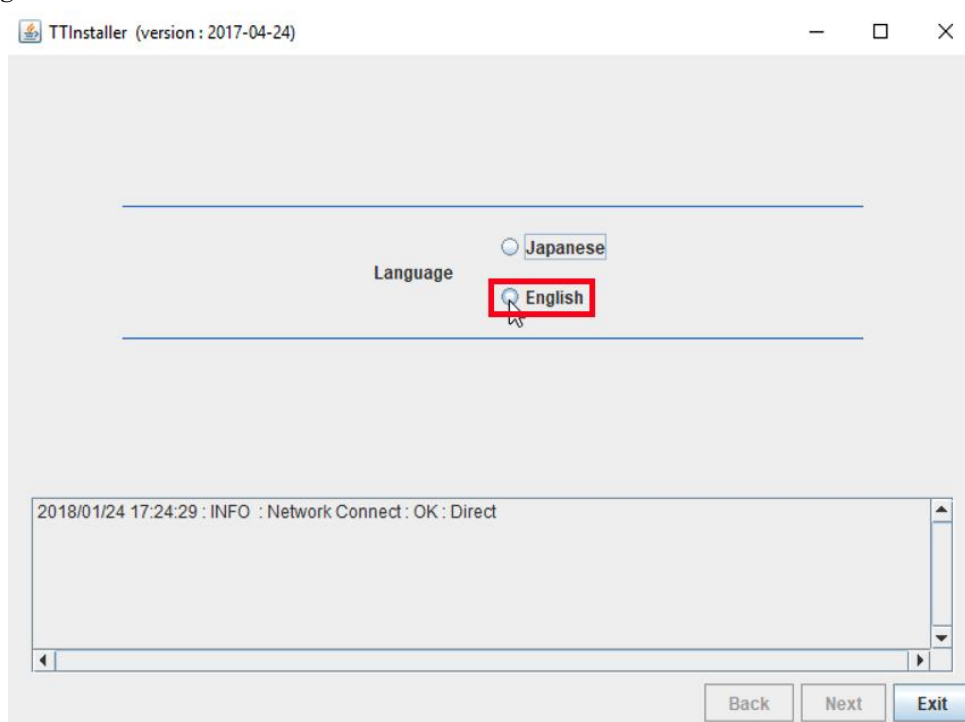 TTInstaller (version : 2017-04-24)
Japanese
Language
English
2018/01/24 17:24:29 : INFO : Network Connect : OK : Direct
Back Next Exit